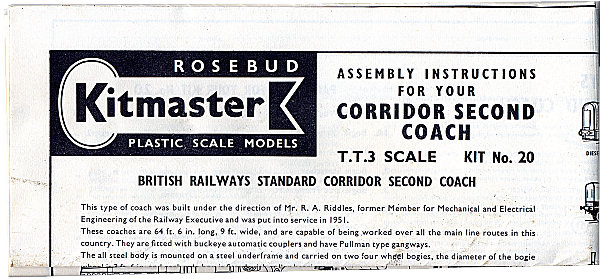 ROSEBUD
Kitmaster
PLASTIC SCALE MODELS
ASSEMBLY INSTRUCTIONS
FOR YOUR
CORRIDOR SECOND
COACH
T.T.3 SCALE KIT No. 20
BRITISH RAILWAYS STANDARD CORRIDOR SECOND COACH
This type of coach was built under the direction of Mr. R. A. Riddles, former Member for Mechanical and Electrical
Engineering of the Railway Executive and was put into service in 1951.
These coaches are 64 ft. 6 in. long, 9 ft. wide, and are capable of being worked over all the main line routes in this
country. They are fitted with buckeye automatic couplers and have Pullman type gangways.
The all steel body is mounted on a steel underframe and carried on two four wheel bogies, the diameter of the bogie
DIESE